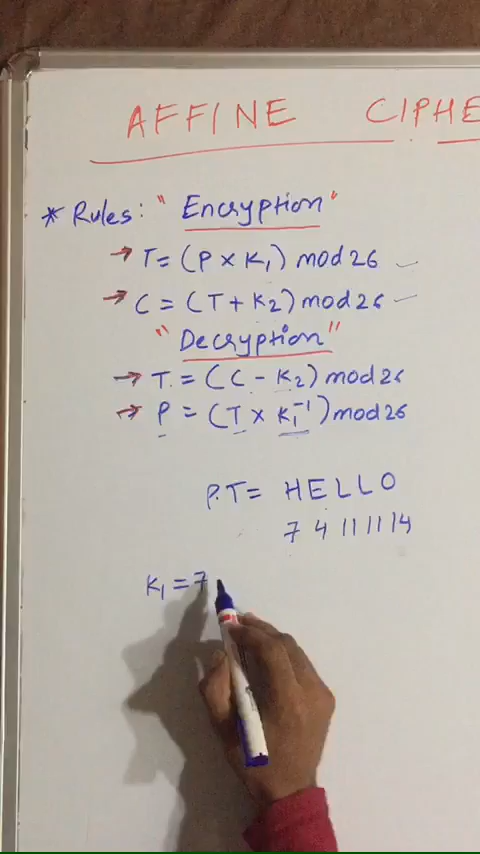 AFFINE CIPHE
* Rules: "Encryption"
→ T = (P × K₁) mod 26
→ C = (T + K₂) mod 26
"Decryption"
→ T = (C - K₂) mod 26
→ P = (T × K₁⁻¹) mod 26
P.T = HELLO
7 4 11 11 14
K₁ = 7